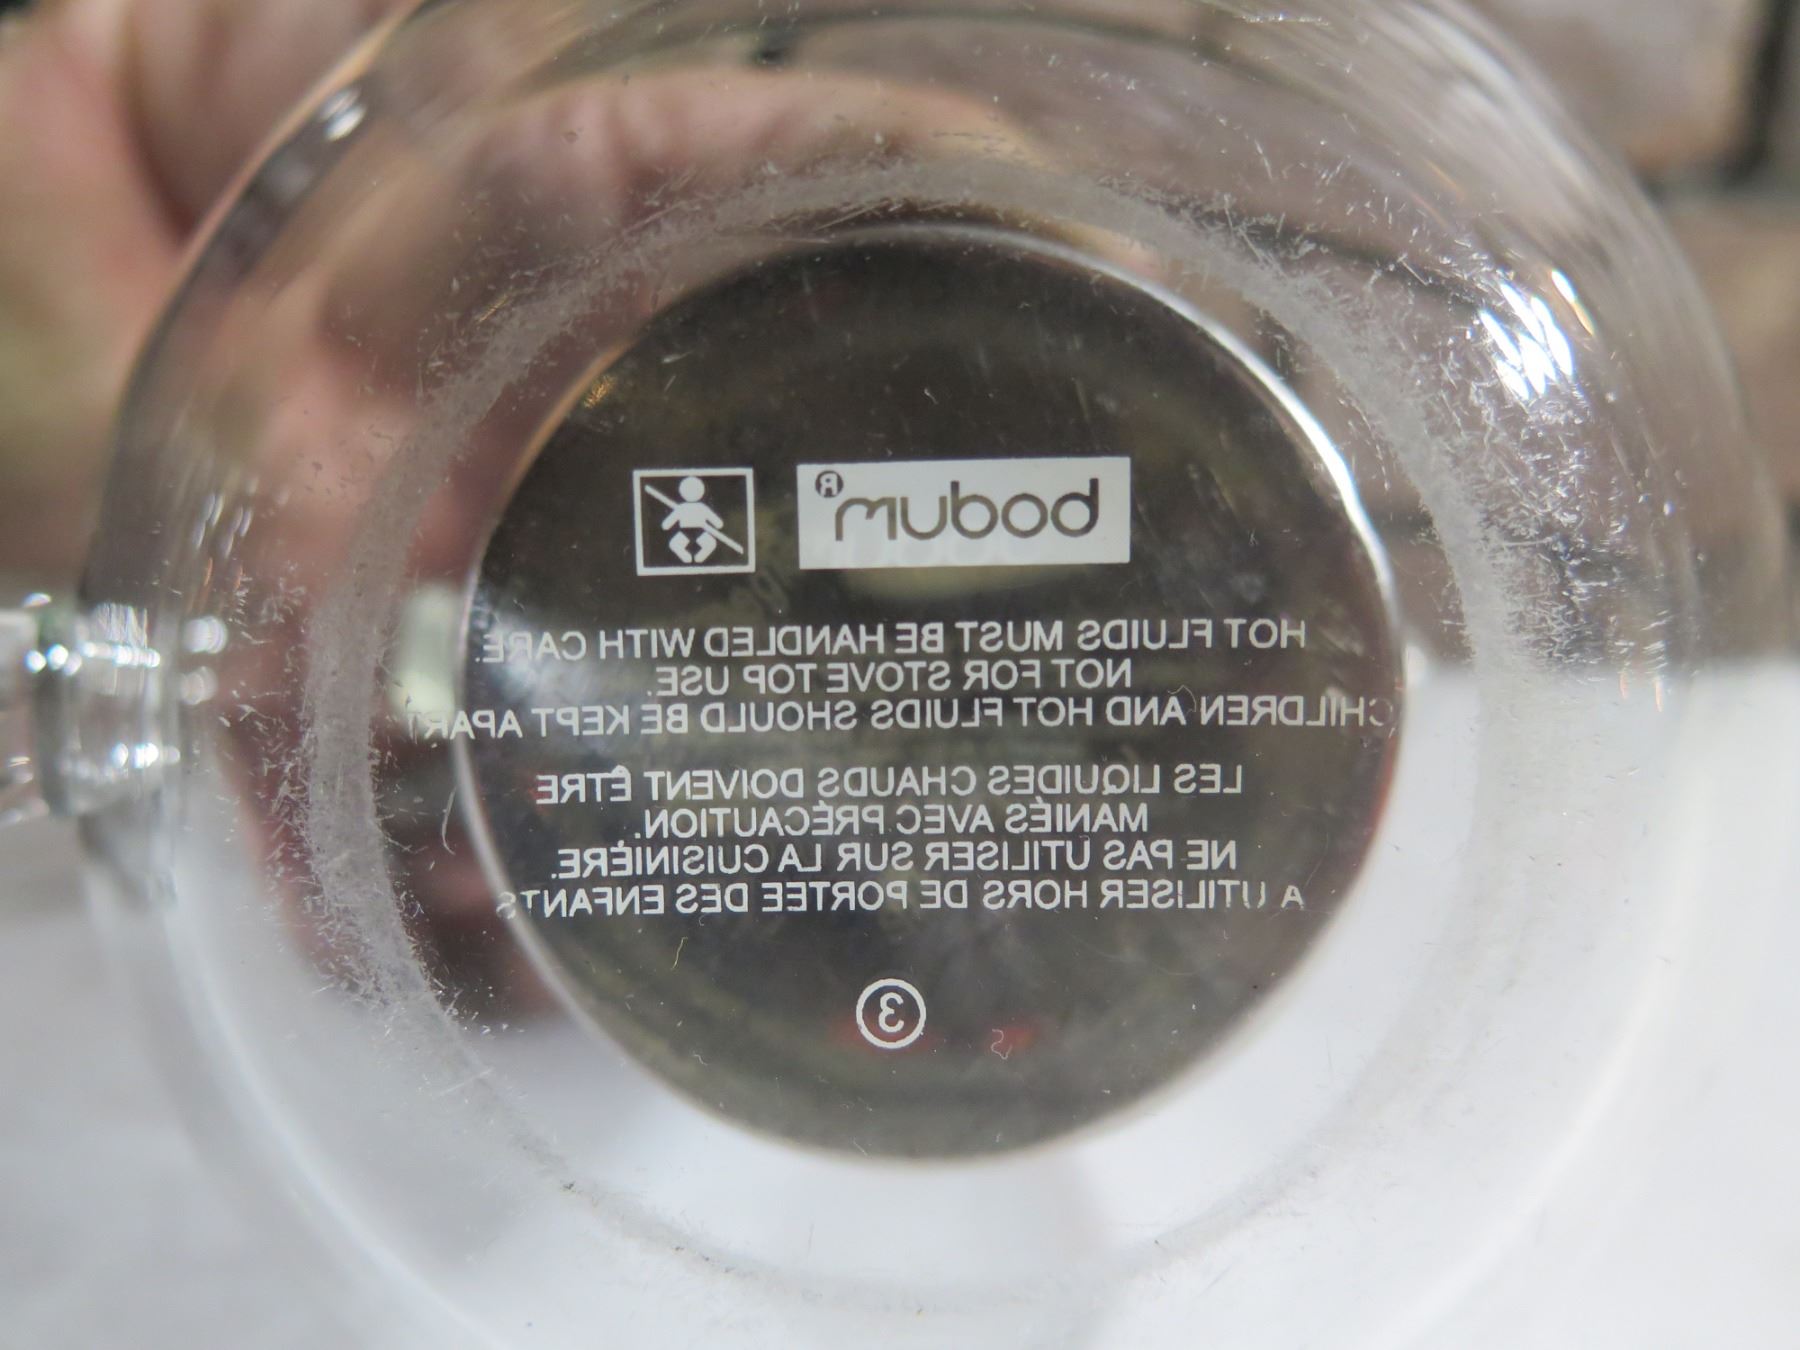 bodum®
HOT FLUIDS MUST BE HANDLED WITH CARE.
NOT FOR STOVE TOP USE.
CHILDREN AND HOT FLUIDS SHOULD BE KEPT APART
LES LIQUIDES CHAUDS DOIVENT ÊTRE
MANIÉS AVEC PRÉCAUTION.
NE PAS UTILISER SUR LA CUISINIÈRE.
A UTILISER HORS DE PORTEE DES ENFANTS
3